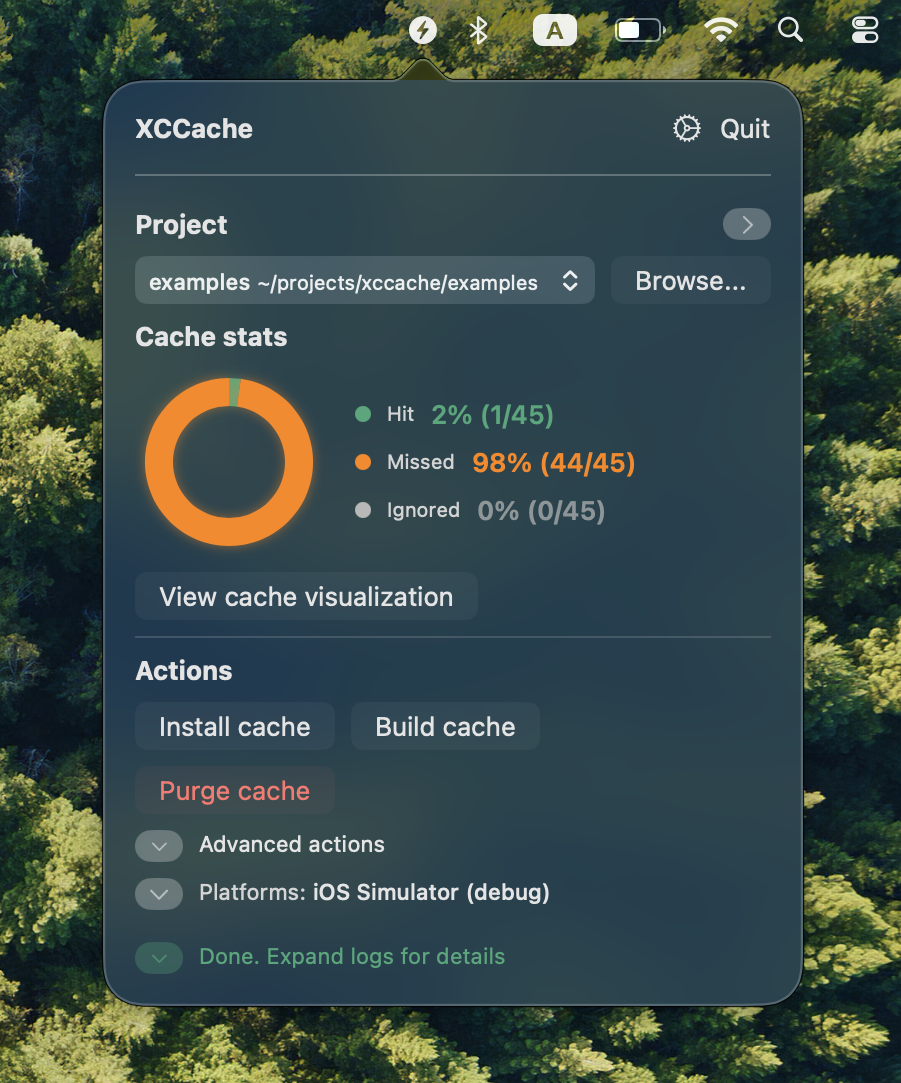 A
XCCache
Quit
Project
examples ~/projects/xccache/examples
Browse...
Cache stats
Hit 2% (1/45)
Missed 98% (44/45)
Ignored 0% (0/45)
View cache visualization
Actions
Install cache
Build cache
Purge cache
Advanced actions
Platforms: iOS Simulator (debug)
Done. Expand logs for details